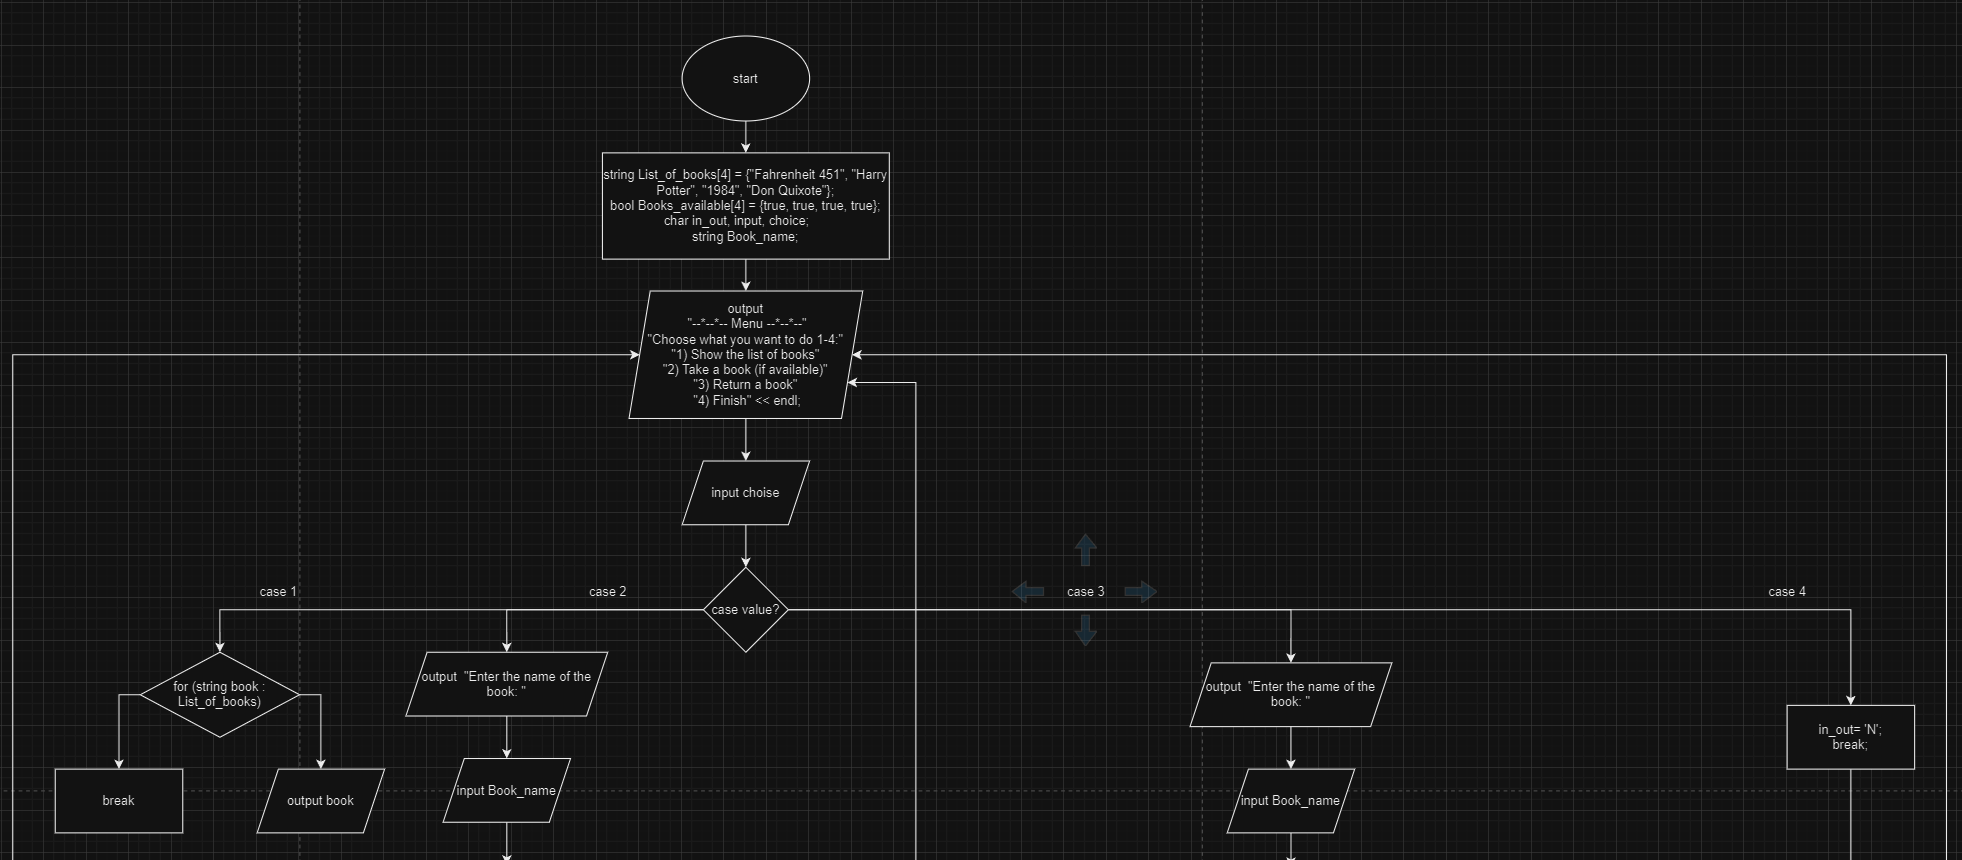 start
string List_of_books[4] = {"Fahrenheit 451", "Harry
Potter", "1984", "Don Quixote"};
bool Books_available[4] = {true, true, true, true};
char in_out, input, choice;
string Book_name;
output
"--*--*-- Menu --*--*--"
"Choose what you want to do 1-4:"
"1) Show the list of books"
"2) Take a book (if available)"
"3) Return a book"
"4) Finish" << endl;
input choise
case value?
case 1
case 2
case 3
case 4
for (string book :
List_of_books)
break
output book
output "Enter the name of the
book: "
input Book_name
output "Enter the name of the
book: "
input Book_name
in_out= 'N';
break;